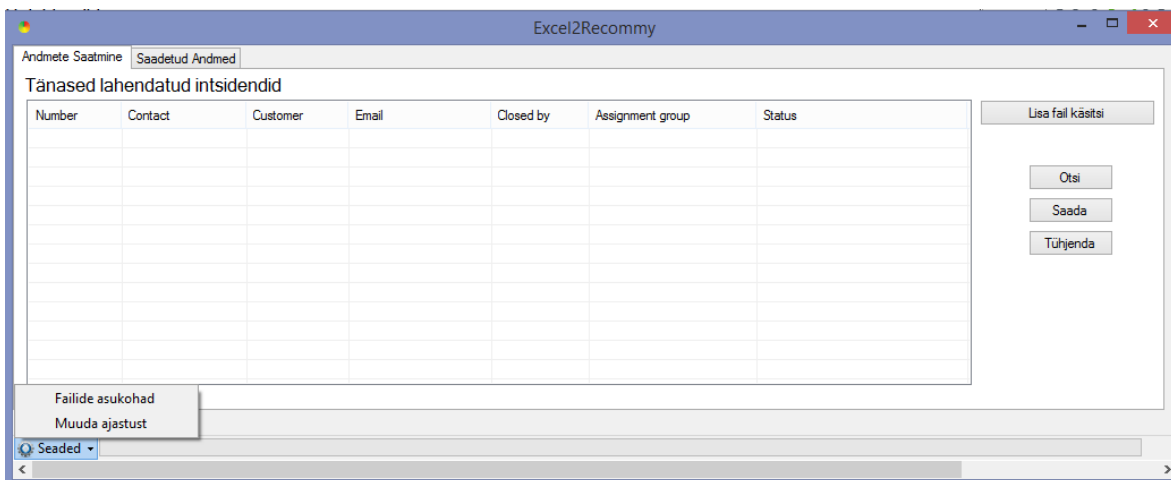 Excel2Recommy
Andmete Saatmine Saadetud Andmed
Tänased lahendatud intsidendid
Number Contact Customer Email Closed by Assignment group Status
Lisa fail käsitsi
Otsi
Saada
Tühjenda
Failide asukohad
Muuda ajastust
Seaded